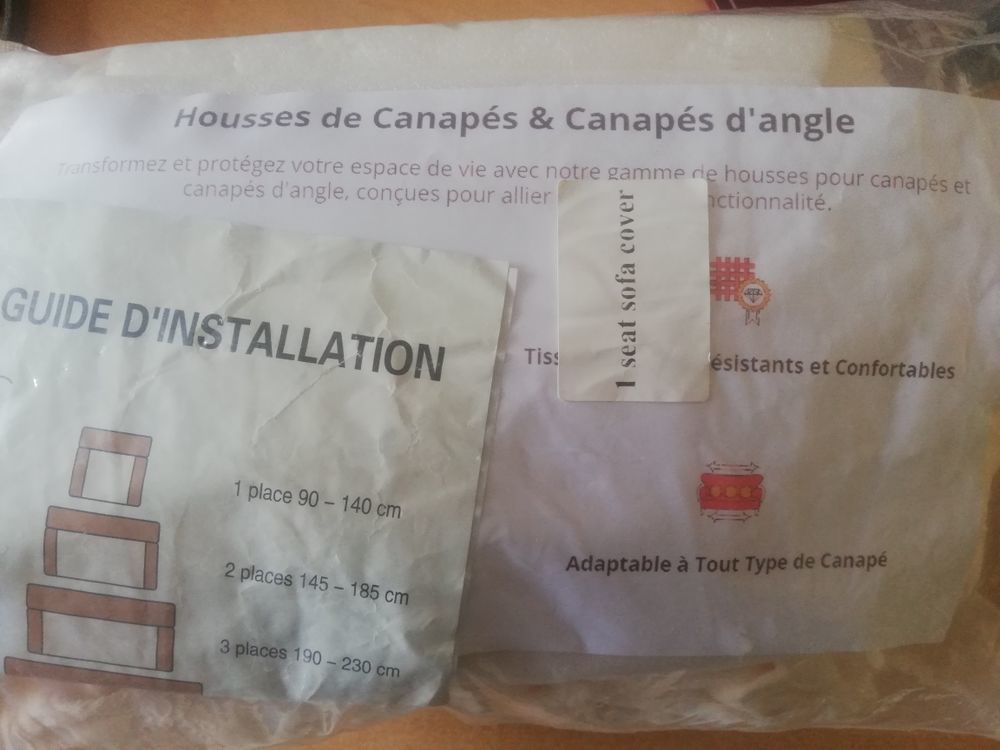 Housses de Canapés & Canapés d'angle
Transformez et protégez votre espace de vie avec notre gamme de housses pour canapés et
canapés d'angle, conçues pour allier nctionnalité.
1 seat sofa cover
Tiss ésistants et Confortables
Adaptable à Tout Type de Canapé
GUIDE D'INSTALLATION
1 place 90 – 140 cm
2 places 145 – 185 cm
3 places 190 – 230 cm